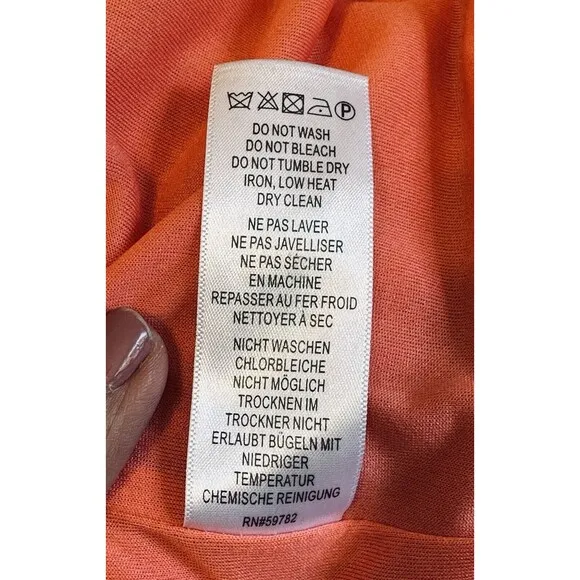 P
DO NOT WASH
DO NOT BLEACH
DO NOT TUMBLE DRY
IRON, LOW HEAT
DRY CLEAN
NE PAS LAVER
NE PAS JAVELLISER
NE PAS SÉCHER
EN MACHINE
REPASSER AU FER FROID
NETTOYER À SEC
NICHT WASCHEN
CHLORBLEICHE
NICHT MÖGLICH
TROCKNEN IM
TROCKNER NICHT
ERLAUBT BÜGELN MIT
NIEDRIGER
TEMPERATUR
CHEMISCHE REINIGUNG
RN#59782